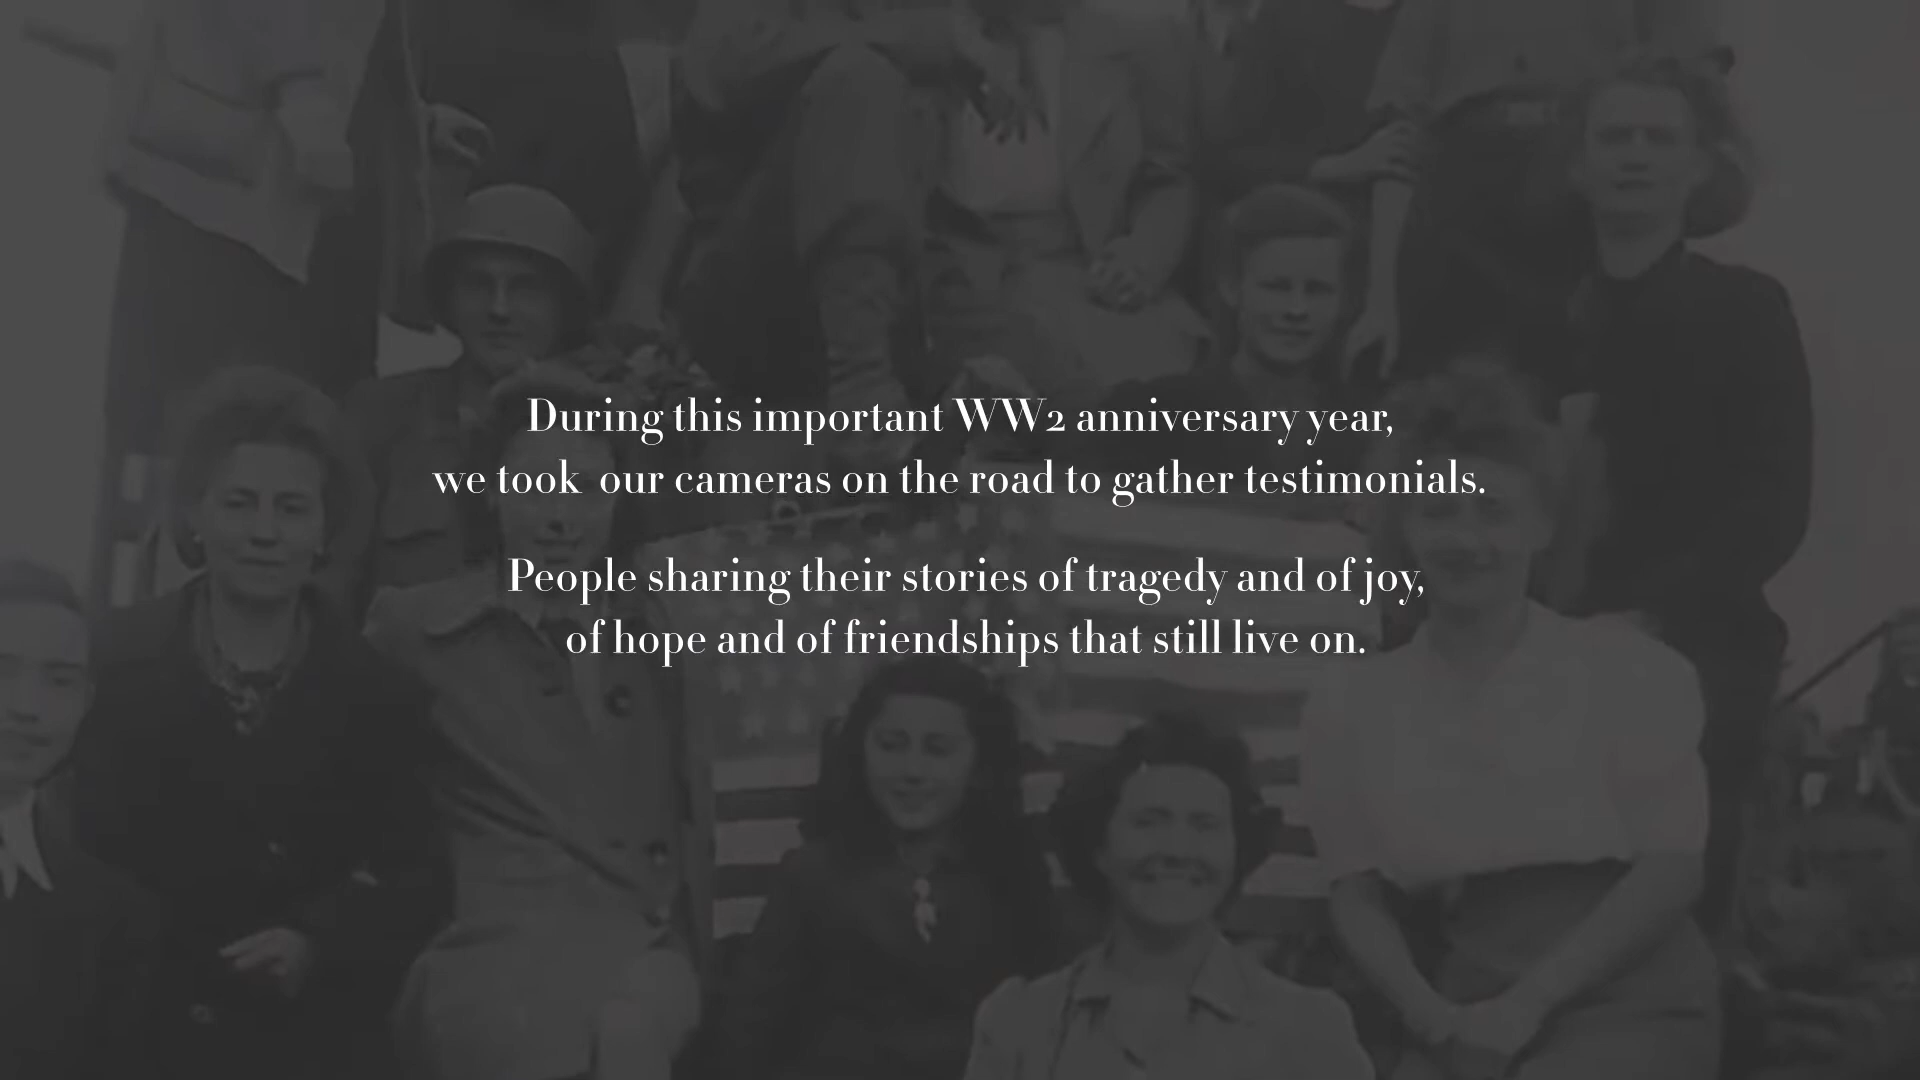 During this important WW2 anniversary year,
we took  our cameras on the road to gather testimonials.
People sharing their stories of tragedy and of joy,
of hope and of friendships that still live on.